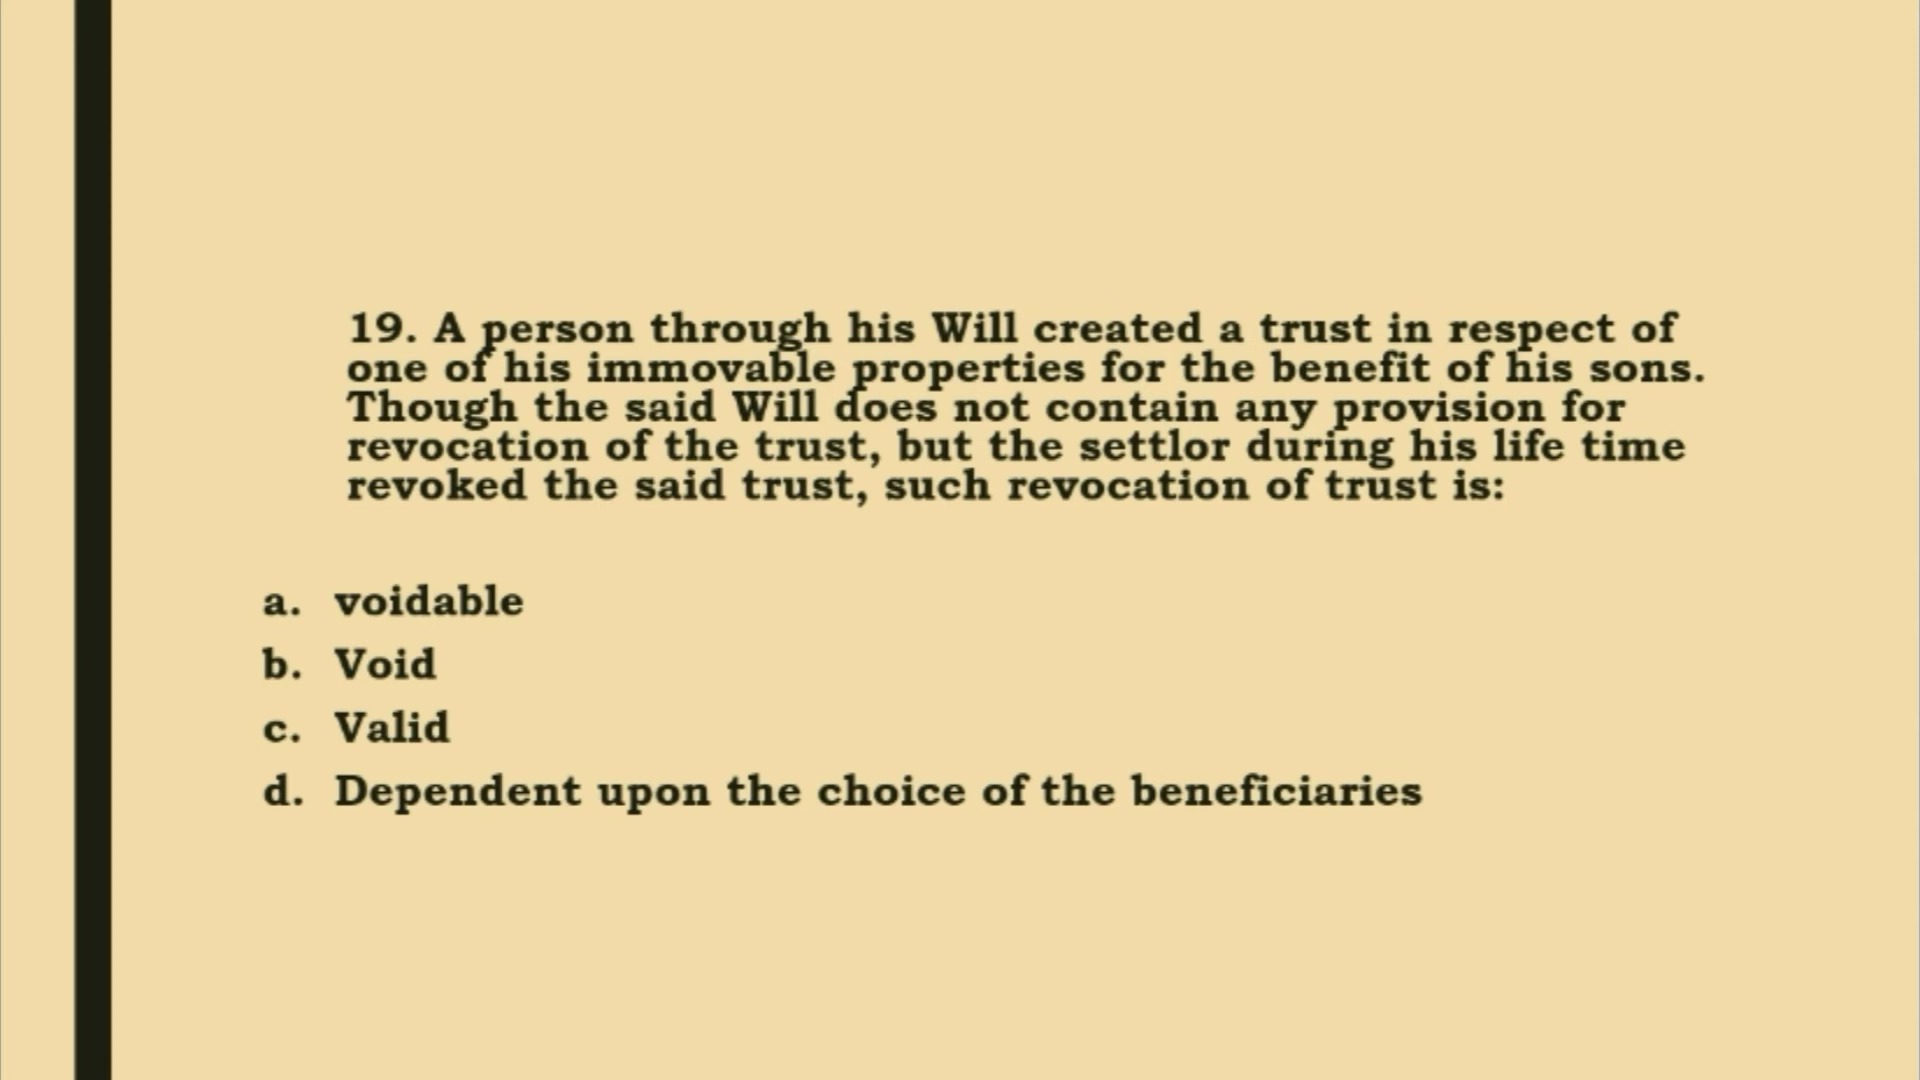 19. A person through his Will created a trust in respect of
one of his immovable properties for the benefit of his sons.
Though the said Will does not contain any provision for
revocation of the trust, but the settlor during his life time
revoked the said trust, such revocation of trust is:
a. voidable
b. Void
c. Valid
d. Dependent upon the choice of the beneficiaries